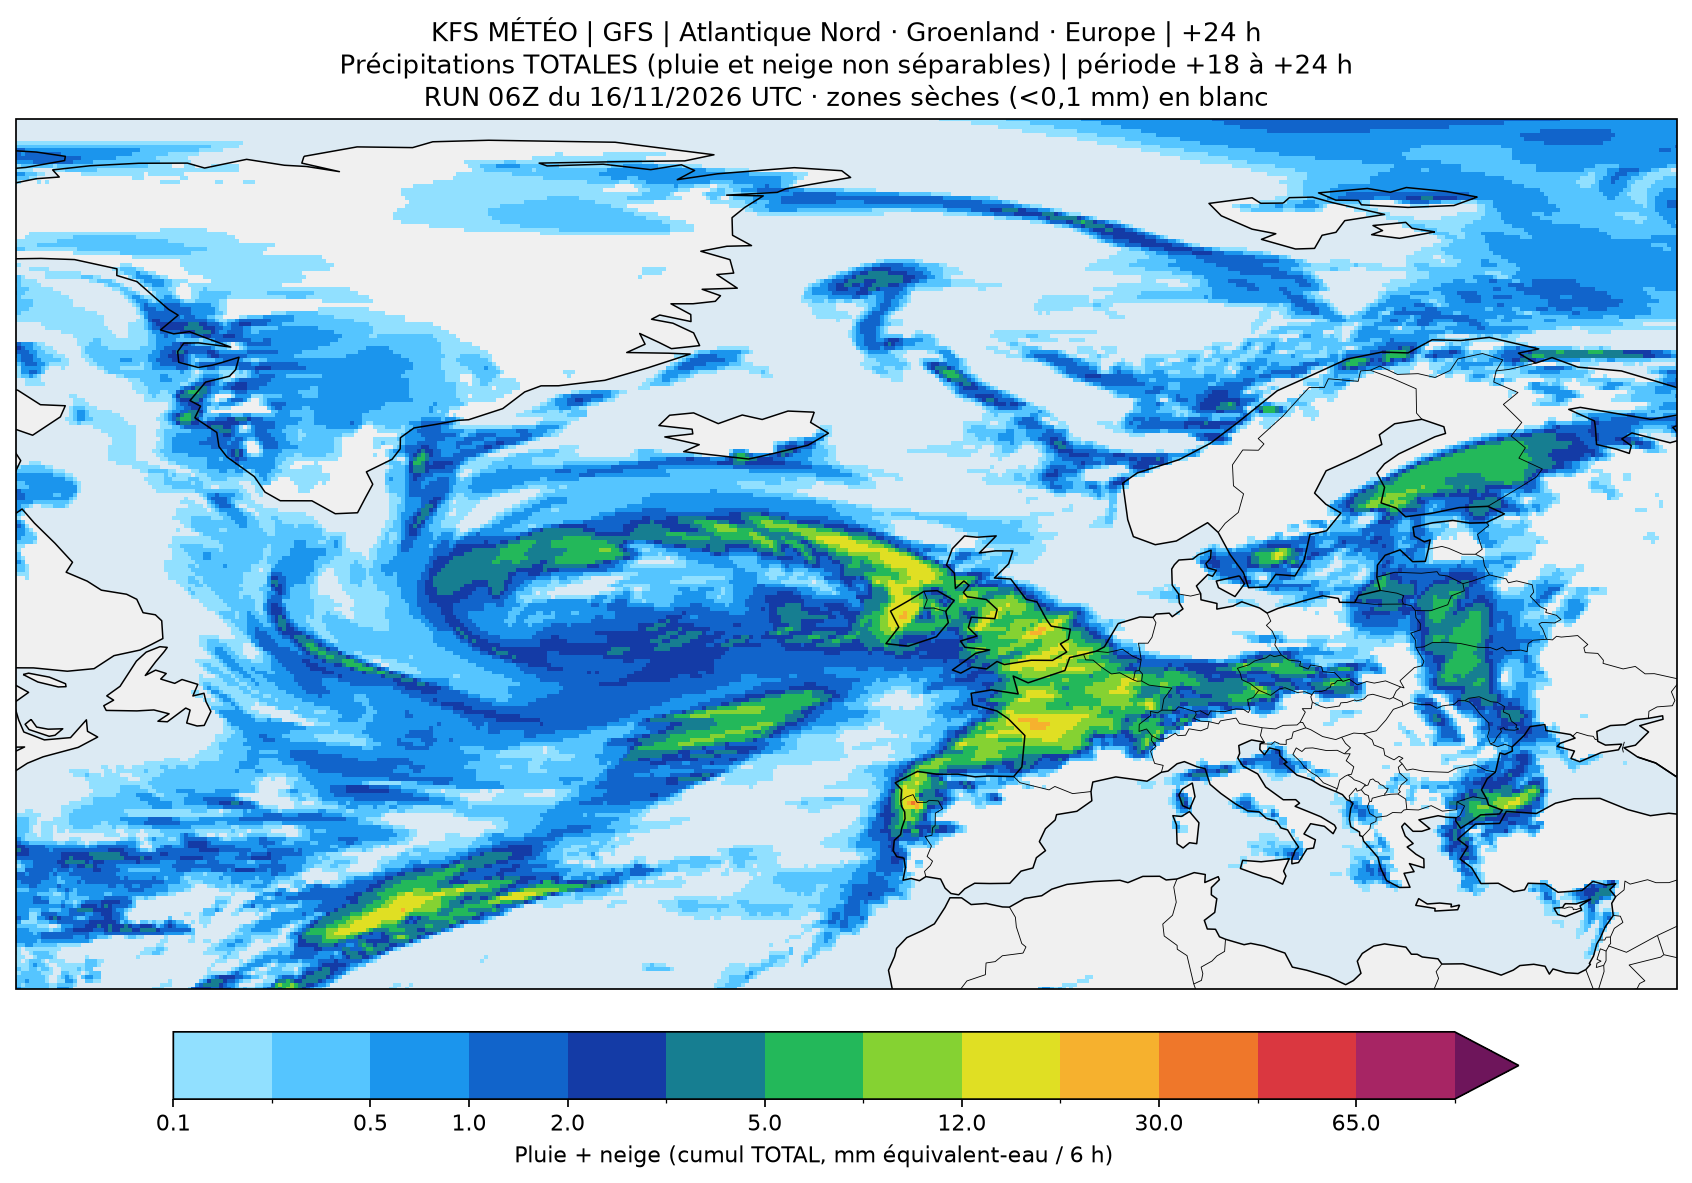 KFS MÉTÉO | GFS | Atlantique Nord · Groenland · Europe | +24 h
Précipitations TOTALES (pluie et neige non séparables) | période +18 à +24 h
RUN 06Z du 16/11/2026 UTC · zones sèches (<0,1 mm) en blanc
0.1 0.5 1.0 2.0 5.0 12.0 30.0 65.0
Pluie + neige (cumul TOTAL, mm équivalent-eau / 6 h)